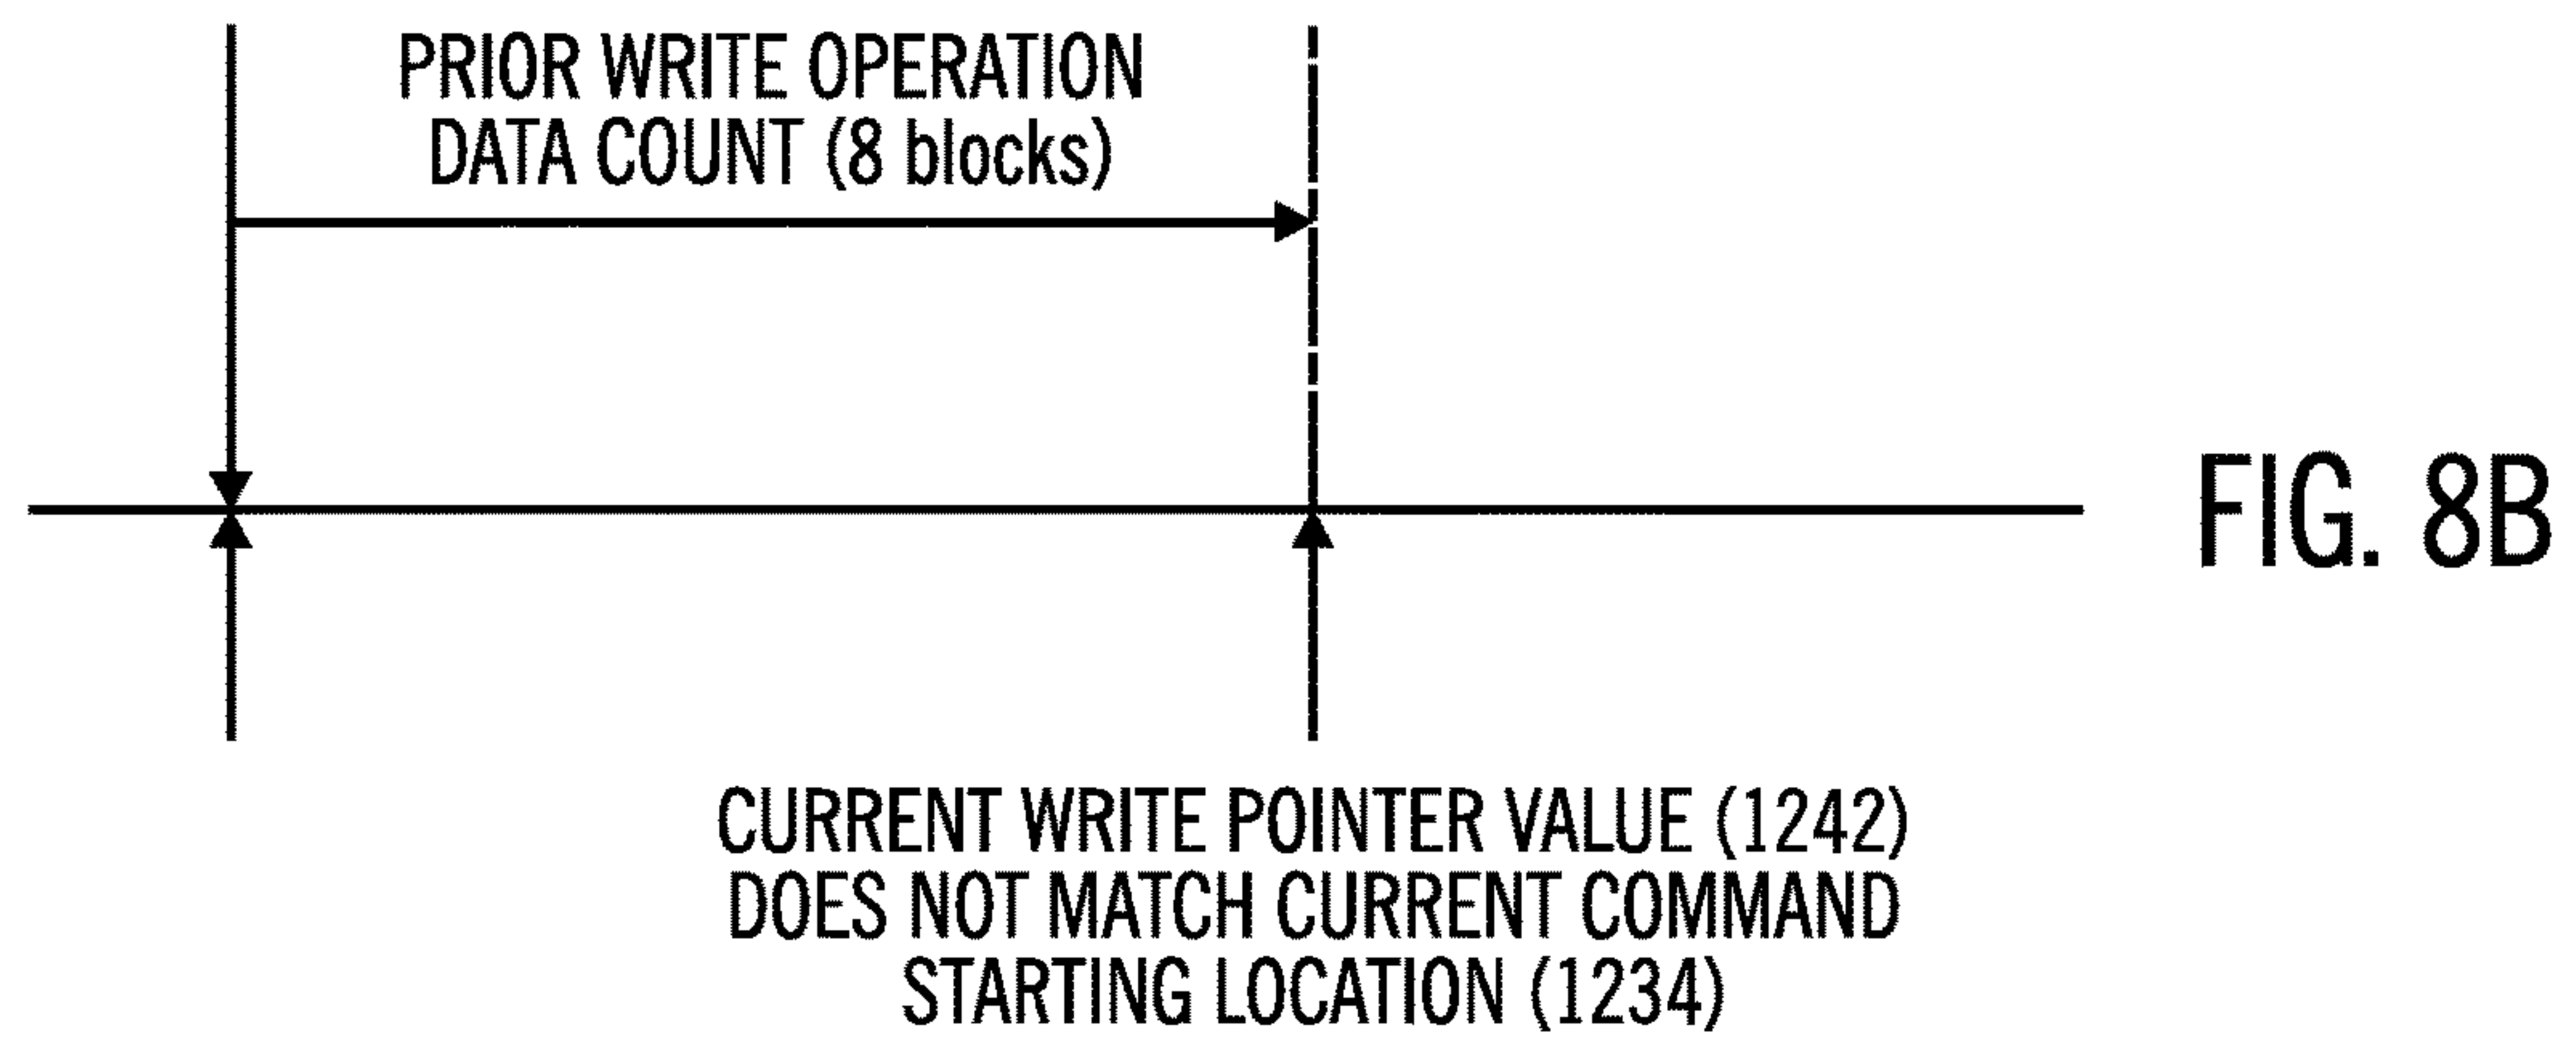 PRIOR WRITE OPERATION
DATA COUNT (8 blocks)
FIG. 8B
CURRENT WRITE POINTER VALUE (1242)
DOES NOT MATCH CURRENT COMMAND
STARTING LOCATION (1234)